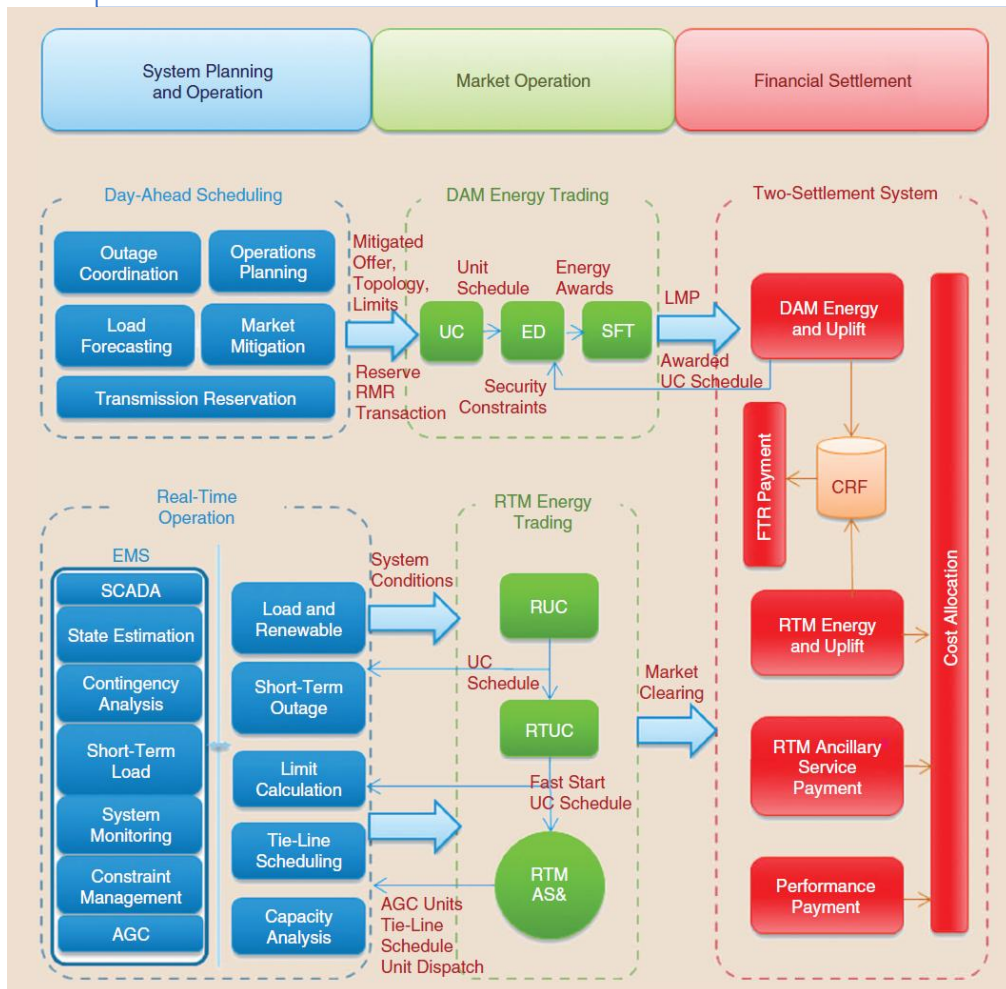 System Planning
and Operation
Market Operation
Financial Settlement
Day-Ahead Scheduling
Outage
Coordination
Operations
Planning
Load
Forecasting
Market
Mitigation
Transmission Reservation
Mitigated
Offer,
Topology,
Limits
Reserve
RMR
Transaction
DAM Energy Trading
Unit
Schedule
Energy
Awards
UC
ED
SFT
Security
Constraints
LMP
Awarded
UC Schedule
Two-Settlement System
DAM Energy
and Uplift
FTR Payment
CRF
RTM Energy
and Uplift
RTM Ancillary
Service
Payment
Performance
Payment
Cost Allocation
Real-Time
Operation
EMS
SCADA
State Estimation
Contingency
Analysis
Short-Term
Load
System
Monitoring
Constraint
Management
AGC
Load and
Renewable
Short-Term
Outage
Limit
Calculation
Tie-Line
Scheduling
Capacity
Analysis
System
Conditions
RTM Energy
Trading
RUC
UC
Schedule
RTUC
Fast Start
UC Schedule
RTM
AS&
AGC Units
Tie-Line
Schedule
Unit Dispatch
Market
Clearing